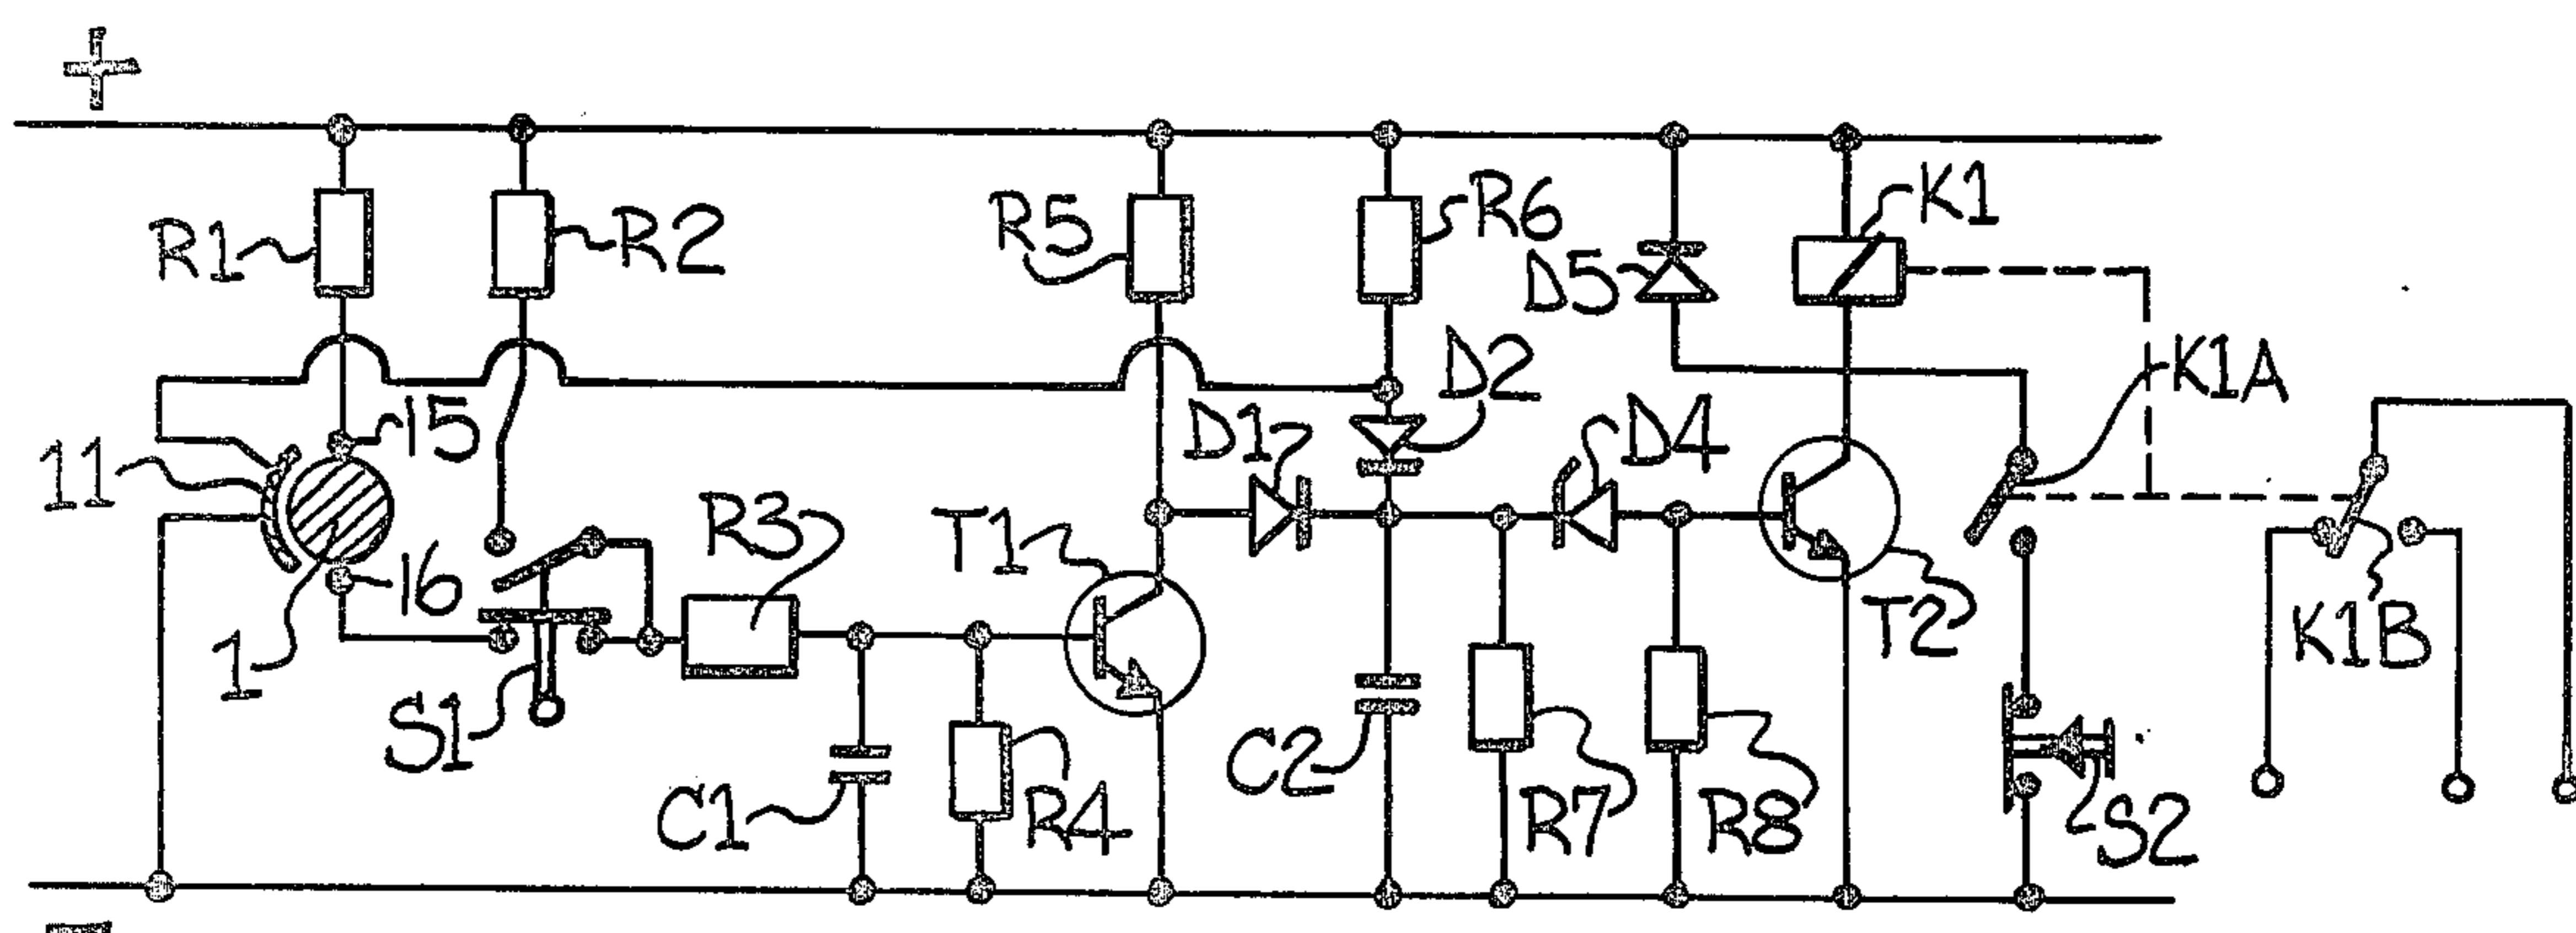 +
K1
R1
R2
R5
R6
D5
D2
K1A
15
D1
D4
11
R3
T1
16
T2
1
K1B
S1
C2
C1
R4
R7
R8
S2
−